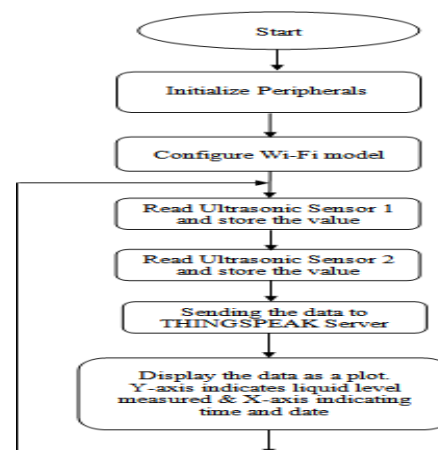 Start
Initialize Peripherals
Configure Wi-Fi model
Read Ultrasonic Sensor 1
and store the value
Read Ultrasonic Sensor 2
and store the value
Sending the data to
THINGSPEAK Server
Display the data as a plot.
Y-axis indicates liquid level
measured & X-axis indicating
time and date